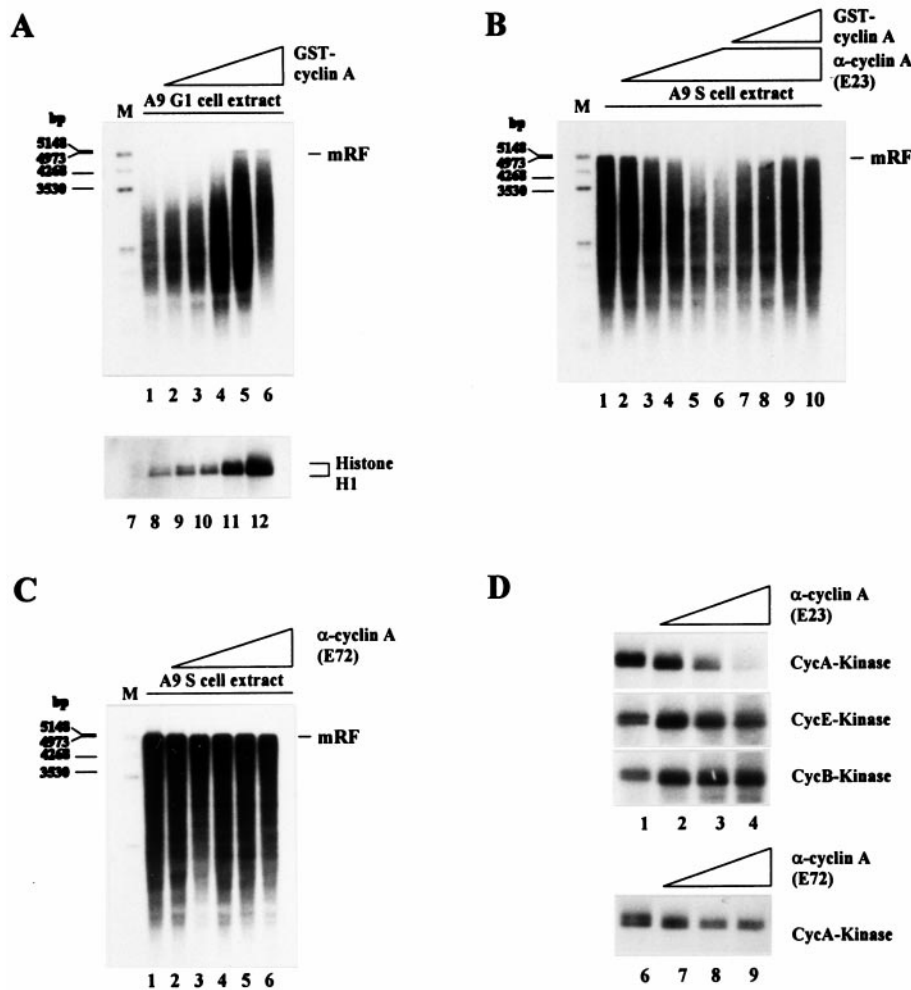 A
GST-
cyclin A
A9 G1 cell extract
M
bp
5148
4973
4268
3530
mRF
1 2 3 4 5 6
Histone
H1
7 8 9 10 11 12
B
GST-
cyclin A
α-cyclin A
(E23)
A9 S cell extract
M
bp
5148
4973
4268
3530
mRF
1 2 3 4 5 6 7 8 9 10
C
α-cyclin A
(E72)
A9 S cell extract
M
bp
5148
4973
4268
3530
mRF
1 2 3 4 5 6
D
α-cyclin A
(E23)
CycA-Kinase
CycE-Kinase
CycB-Kinase
1 2 3 4
α-cyclin A
(E72)
CycA-Kinase
6 7 8 9